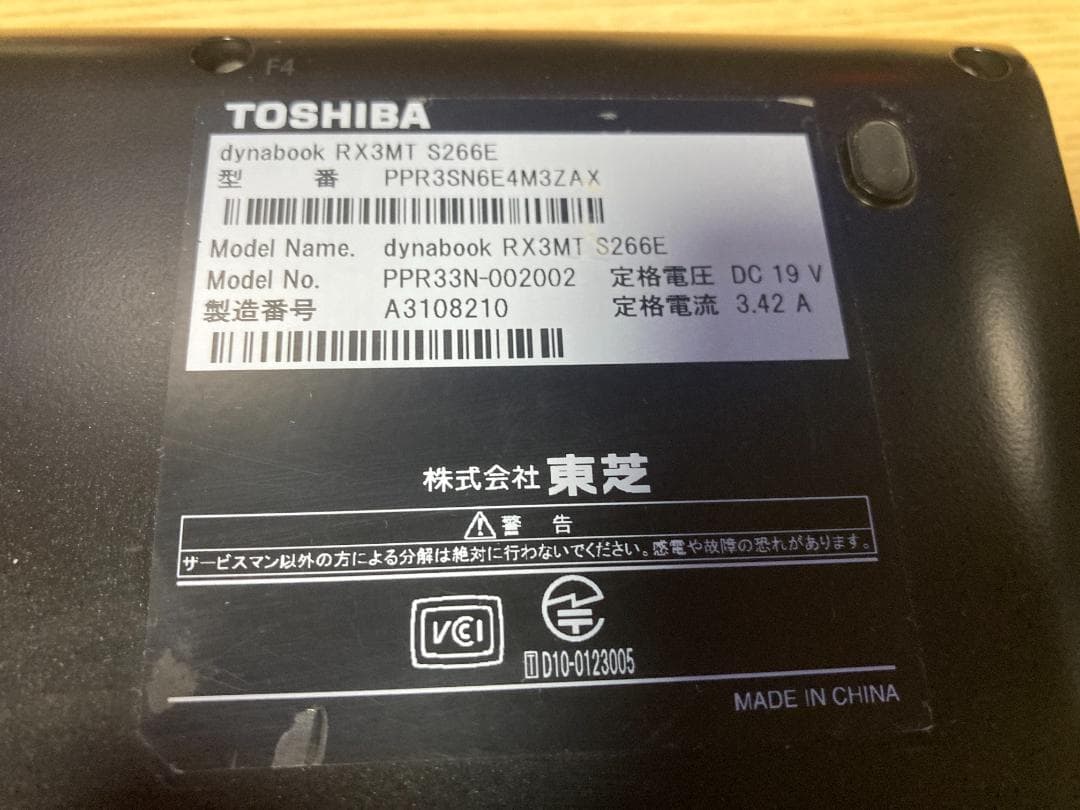 F4
TOSHIBA
dynabook RX3MT S266E
型 番 PPR3SN6E4M3ZAX
Model Name. dynabook RX3MT S266E
Model No. PPR33N-002002 定格電圧 DC 19 V
製造番号 A3108210 定格電流 3.42 A
株式会社 東芝
警 告
サービスマン以外の方による分解は絶対に行わないでください。感電や故障の恐れがあります。
VCCI
T D10-0123005
MADE IN CHINA